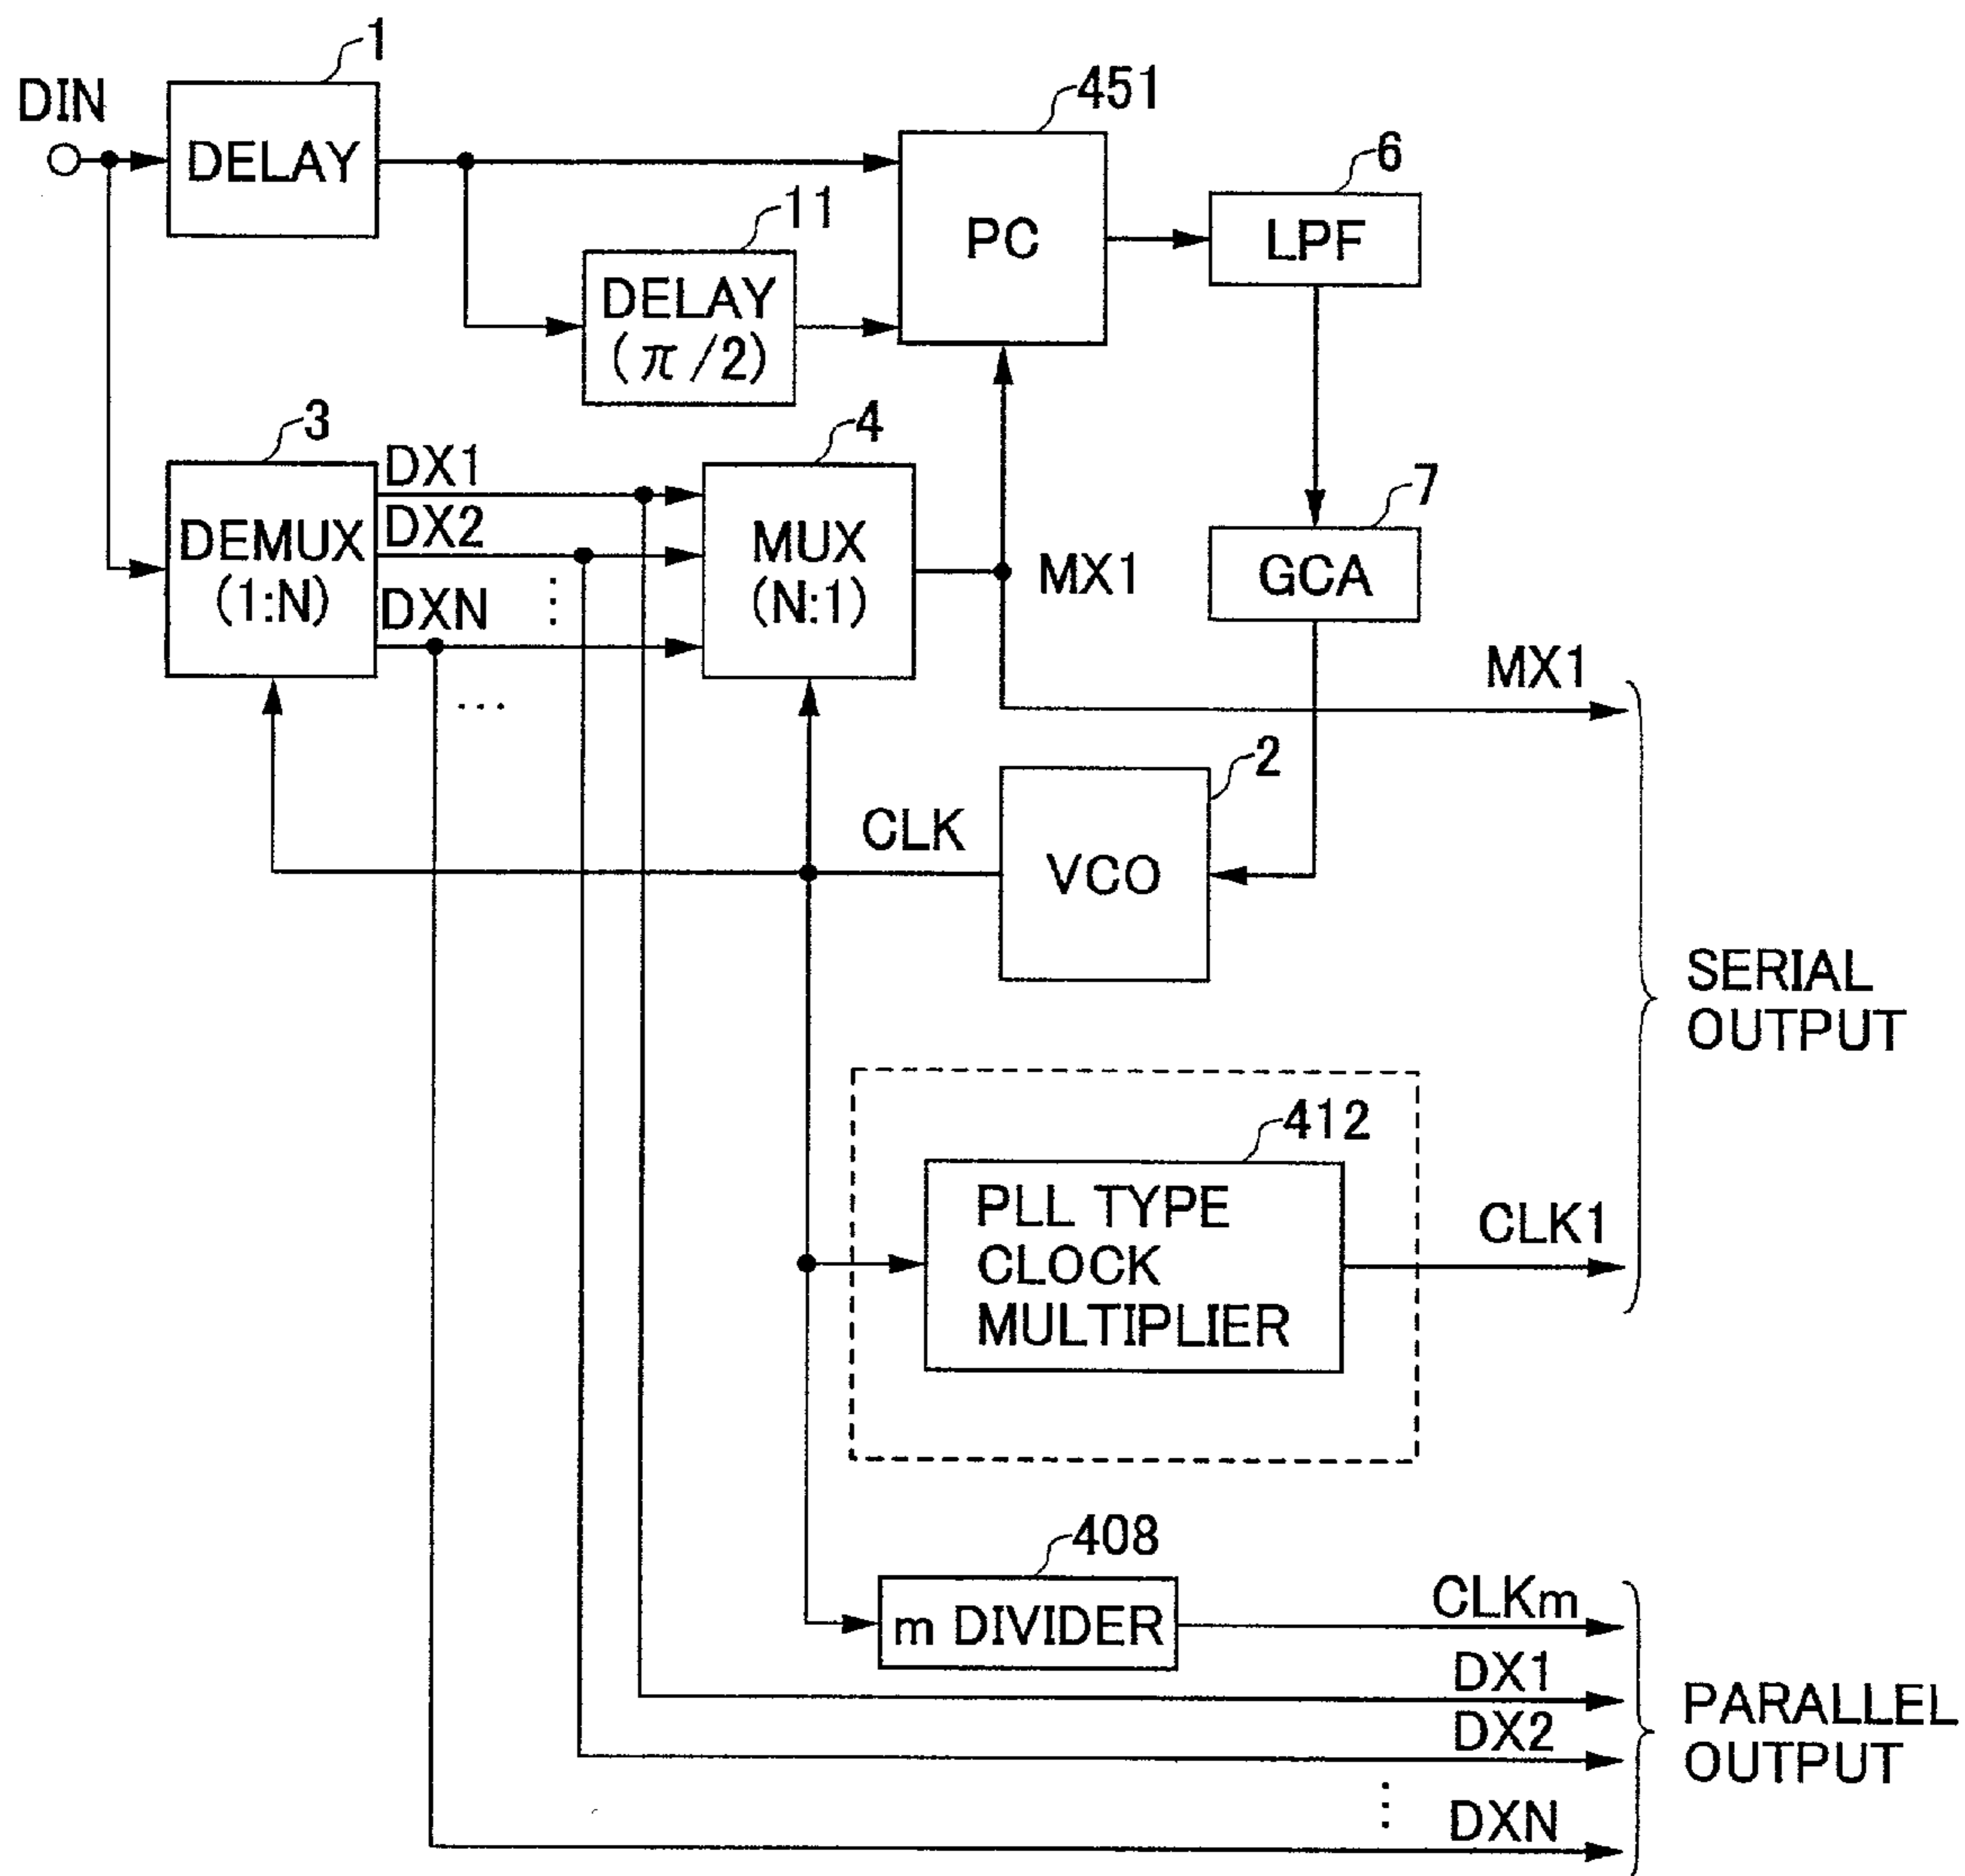 1
DIN
DELAY
451
PC
6
LPF
11
DELAY
(π/2)
3
DEMUX
(1:N)
DX1
DX2
DXN
⋮
…
4
MUX
(N:1)
MX1
7
GCA
MX1
2
VCO
CLK
SERIAL
OUTPUT
412
PLL TYPE
CLOCK
MULTIPLIER
CLK1
408
m DIVIDER
CLKm
DX1
DX2
⋮
DXN
PARALLEL
OUTPUT